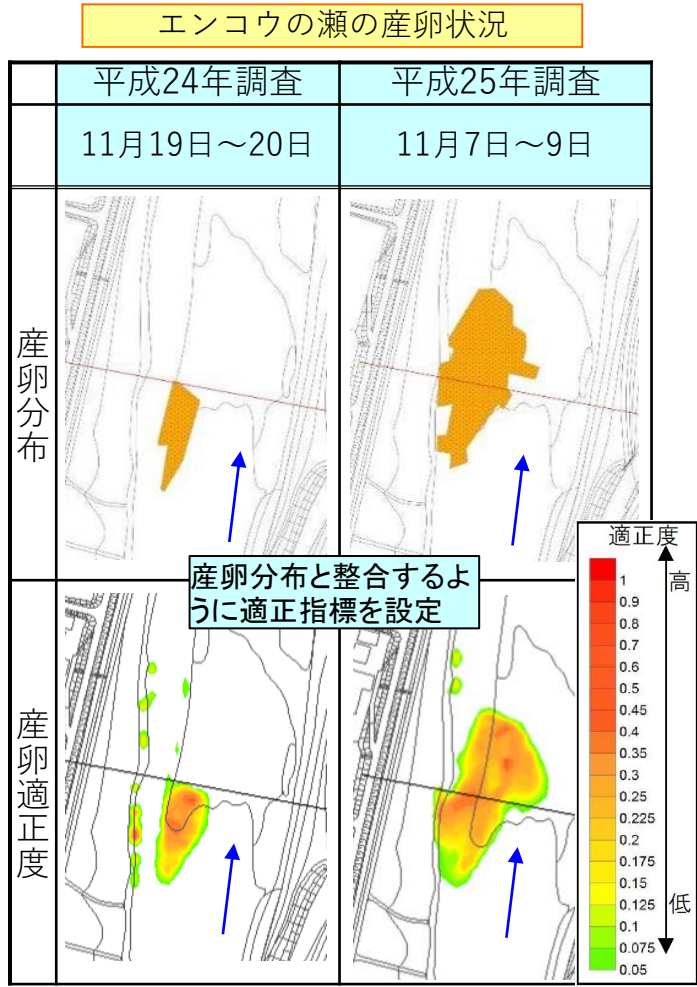 エンコウの瀬の産卵状況
平成24年調査
平成25年調査
11月19日～20日
11月7日～9日
産卵分布
産卵分布と整合するよ
うに適正指標を設定
産卵適正度
適正度
高
1
0.9
0.8
0.7
0.6
0.5
0.45
0.4
0.35
0.3
0.25
0.225
0.2
0.175
0.15
0.125
0.1
0.075
0.05
低